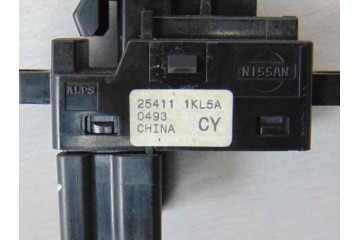 NISSAN
ALPS
25411 1KL5A
0493
CHINA CY